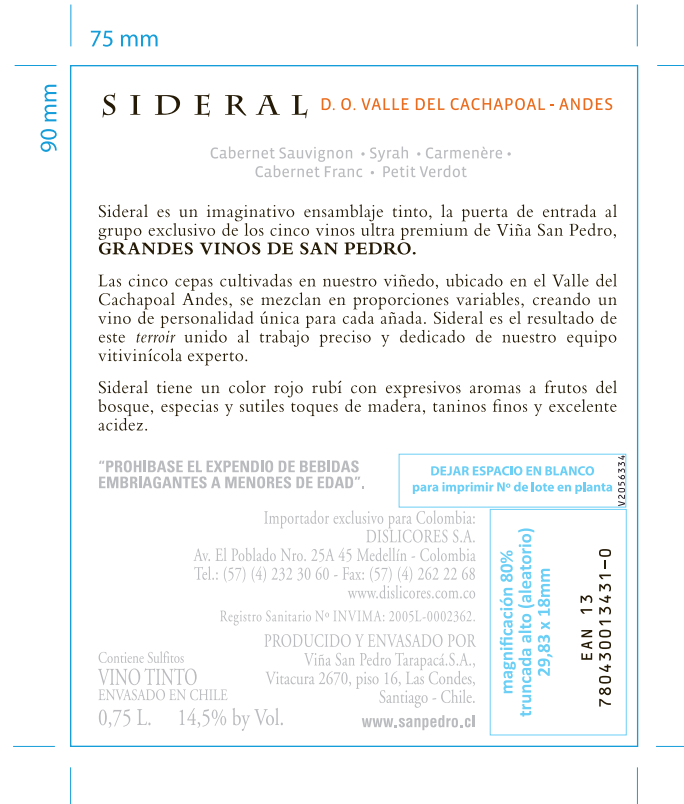 75 mm
90 mm
SIDERAL D. O. VALLE DEL CACHAPOAL - ANDES
Cabernet Sauvignon • Syrah • Carmenère •
Cabernet Franc • Petit Verdot
Sideral es un imaginativo ensamblaje tinto, la puerta de entrada al
grupo exclusivo de los cinco vinos ultra premium de Viña San Pedro,
GRANDES VINOS DE SAN PEDRO.
Las cinco cepas cultivadas en nuestro viñedo, ubicado en el Valle del
Cachapoal Andes, se mezclan en proporciones variables, creando un
vino de personalidad única para cada añada. Sideral es el resultado de
este terroir unido al trabajo preciso y dedicado de nuestro equipo
vitivinícola experto.
Sideral tiene un color rojo rubí con expresivos aromas a frutos del
bosque, especias y sutiles toques de madera, taninos finos y excelente
acidez.
“PROHIBASE EL EXPENDIO DE BEBIDAS
EMBRIAGANTES A MENORES DE EDAD”.
DEJAR ESPACIO EN BLANCO
para imprimir Nº de lote en planta
V2056334
Importador exclusivo para Colombia:
DISLICORES S.A.
Av. El Poblado Nro. 25A 45 Medellín - Colombia
Tel.: (57) (4) 232 30 60 - Fax: (57) (4) 262 22 68
www.dislicores.com.co
Registro Sanitario Nº INVIMA: 2005L-0002362.
PRODUCIDO Y ENVASADO POR
Viña San Pedro Tarapacá.S.A.,
Vitacura 2670, piso 16, Las Condes,
Santiago - Chile.
www.sanpedro.cl
Contiene Sulfitos
VINO TINTO
ENVASADO EN CHILE
0,75 L. 14,5% by Vol.
magnificación 80%
truncada alto (aleatorio)
29,83 x 18mm
EAN 13
780430013431-0